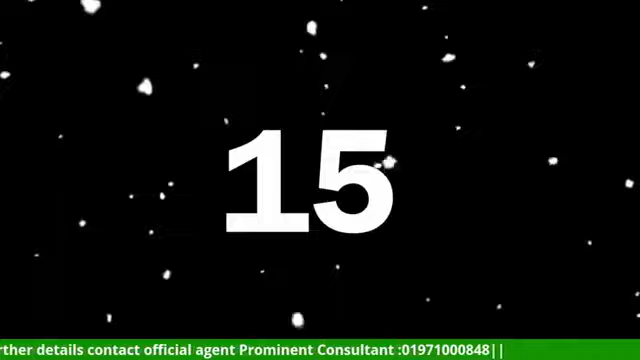 15
rther details contact official agent Prominent Consultant :01971000848||